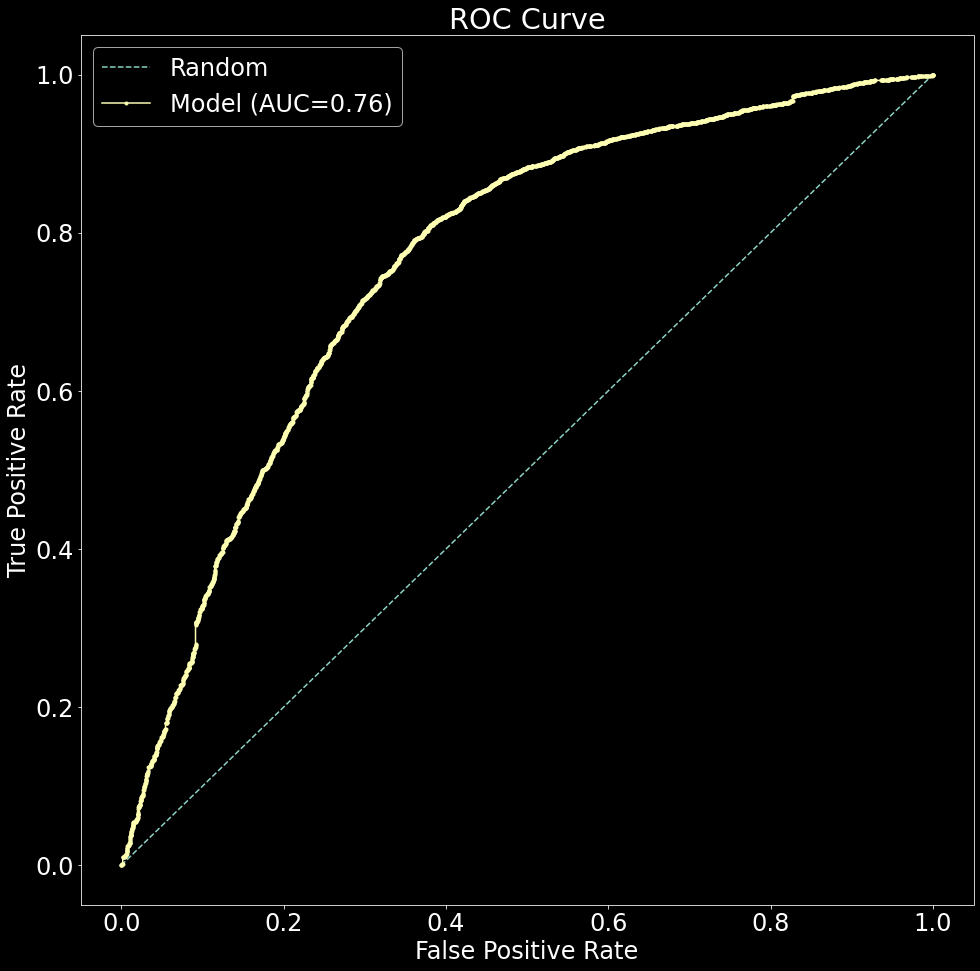 ROC Curve
Random
Model (AUC=0.76)
1.0
0.8
0.6
0.4
0.2
0.0
True Positive Rate
0.0 0.2 0.4 0.6 0.8 1.0
False Positive Rate